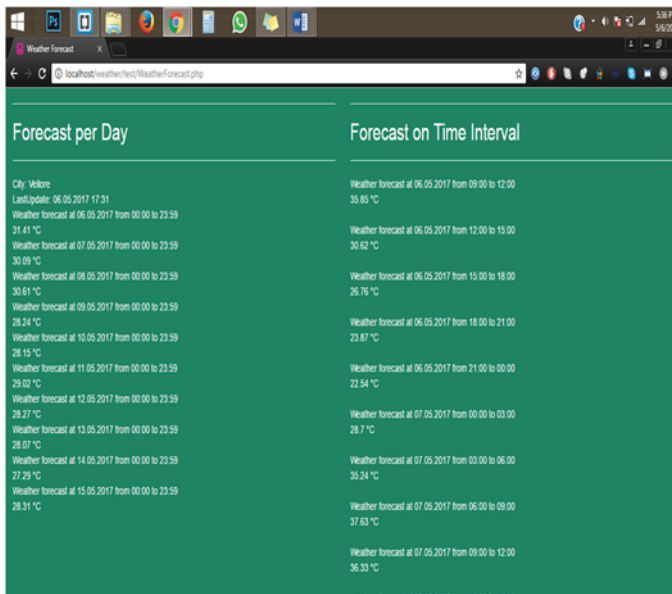 5:36 P
5/6/20
Weather Forecast x
localhost/weather/test/WeatherForecast.php
Forecast per Day
City: Vellore
LastUpdate: 06.05.2017 17:31
Weather forecast at 06.05.2017 from 00:00 to 23:59
31.41 °C
Weather forecast at 07.05.2017 from 00:00 to 23:59
30.09 °C
Weather forecast at 08.05.2017 from 00:00 to 23:59
30.61 °C
Weather forecast at 09.05.2017 from 00:00 to 23:59
28.24 °C
Weather forecast at 10.05.2017 from 00:00 to 23:59
28.15 °C
Weather forecast at 11.05.2017 from 00:00 to 23:59
29.02 °C
Weather forecast at 12.05.2017 from 00:00 to 23:59
28.27 °C
Weather forecast at 13.05.2017 from 00:00 to 23:59
28.07 °C
Weather forecast at 14.05.2017 from 00:00 to 23:59
27.29 °C
Weather forecast at 15.05.2017 from 00:00 to 23:59
28.31 °C
Forecast on Time Interval
Weather forecast at 06.05.2017 from 09:00 to 12:00
35.85 °C
Weather forecast at 06.05.2017 from 12:00 to 15:00
30.62 °C
Weather forecast at 06.05.2017 from 15:00 to 18:00
26.76 °C
Weather forecast at 06.05.2017 from 18:00 to 21:00
23.87 °C
Weather forecast at 06.05.2017 from 21:00 to 00:00
22.54 °C
Weather forecast at 07.05.2017 from 00:00 to 03:00
28.7 °C
Weather forecast at 07.05.2017 from 03:00 to 06:00
35.24 °C
Weather forecast at 07.05.2017 from 06:00 to 09:00
37.63 °C
Weather forecast at 07.05.2017 from 09:00 to 12:00
36.33 °C